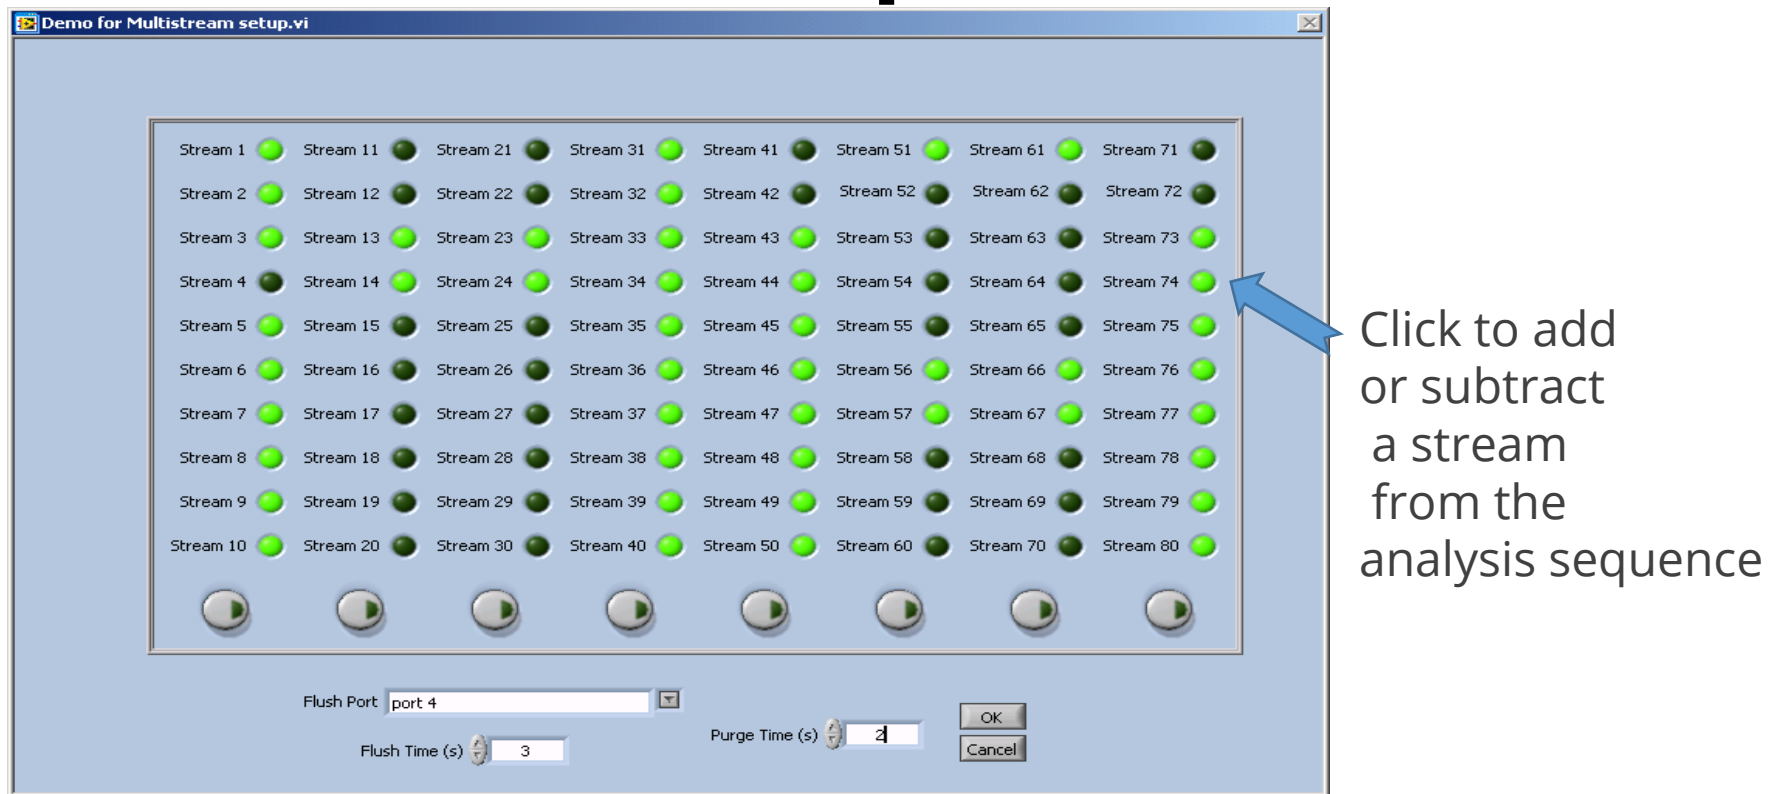 Demo for Multistream setup.vi
Stream 1 Stream 11 Stream 21 Stream 31 Stream 41 Stream 51 Stream 61 Stream 71
Stream 2 Stream 12 Stream 22 Stream 32 Stream 42 Stream 52 Stream 62 Stream 72
Stream 3 Stream 13 Stream 23 Stream 33 Stream 43 Stream 53 Stream 63 Stream 73
Stream 4 Stream 14 Stream 24 Stream 34 Stream 44 Stream 54 Stream 64 Stream 74
Stream 5 Stream 15 Stream 25 Stream 35 Stream 45 Stream 55 Stream 65 Stream 75
Stream 6 Stream 16 Stream 26 Stream 36 Stream 46 Stream 56 Stream 66 Stream 76
Stream 7 Stream 17 Stream 27 Stream 37 Stream 47 Stream 57 Stream 67 Stream 77
Stream 8 Stream 18 Stream 28 Stream 38 Stream 48 Stream 58 Stream 68 Stream 78
Stream 9 Stream 19 Stream 29 Stream 39 Stream 49 Stream 59 Stream 69 Stream 79
Stream 10 Stream 20 Stream 30 Stream 40 Stream 50 Stream 60 Stream 70 Stream 80
Flush Port port 4
Flush Time (s) 3
Purge Time (s) 2
OK
Cancel
Click to add
or subtract
a stream
from the
analysis sequence